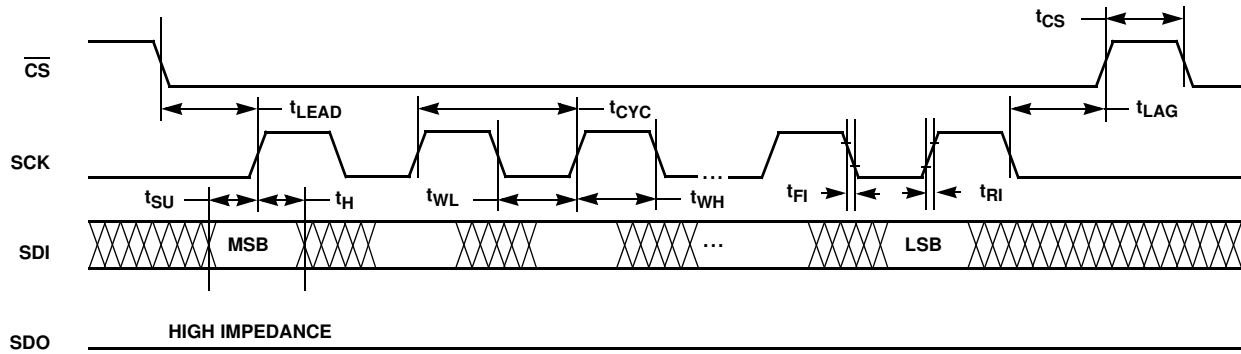 tCS
CS
tLEAD
tCYC
tLAG
SCK
...
tSU
tH
tWL
tWH
tFI
tRI
SDI
MSB
...
LSB
HIGH IMPEDANCE
SDO